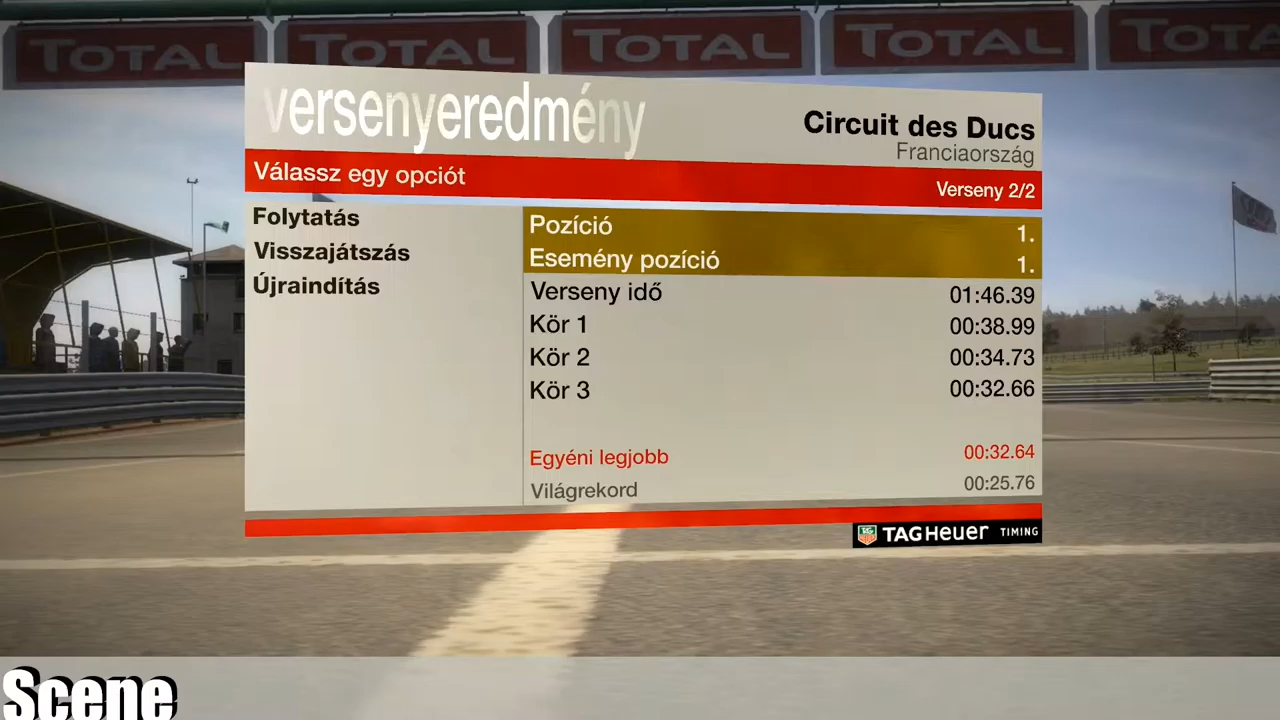 TOTAL TOTAL TOTAL TOTAL TOTAL
versenyeredmény
Circuit des Ducs
Franciaország
Válassz egy opciót
Verseny 2/2
Folytatás
Visszajátszás
Újraindítás
Pozíció 1.
Esemény pozíció 1.
Verseny idő 01:46.39
Kör 1 00:38.99
Kör 2 00:34.73
Kör 3 00:32.66
Egyéni legjobb 00:32.64
Világrekord 00:25.76
TAG HEUER TAGHeuer TIMING
Scene